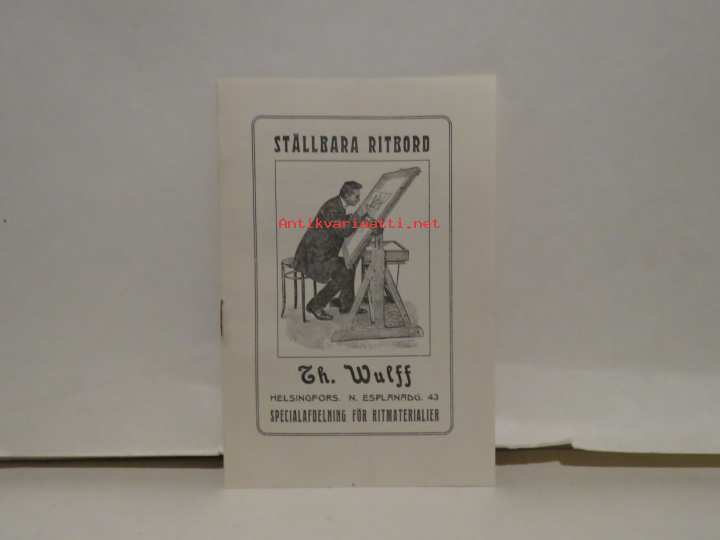 STÄLLBARA RITBORD
Antikvariaatti.net
Th. Wulff
HELSINGFORS. N. ESPLANADG. 43
SPECIALAFDELNING FÖR RITMATERIALIER